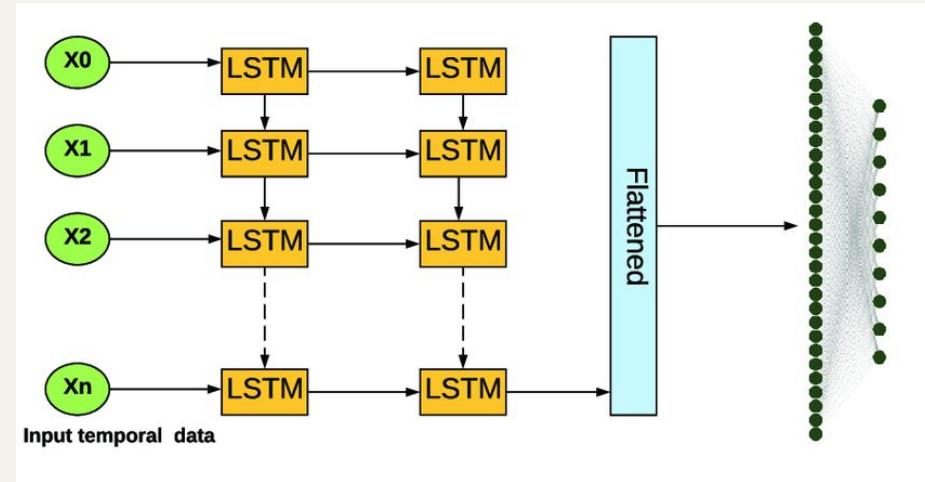 X0
LSTM
LSTM
X1
LSTM
LSTM
X2
LSTM
LSTM
Flattened
Xn
LSTM
LSTM
Input temporal data